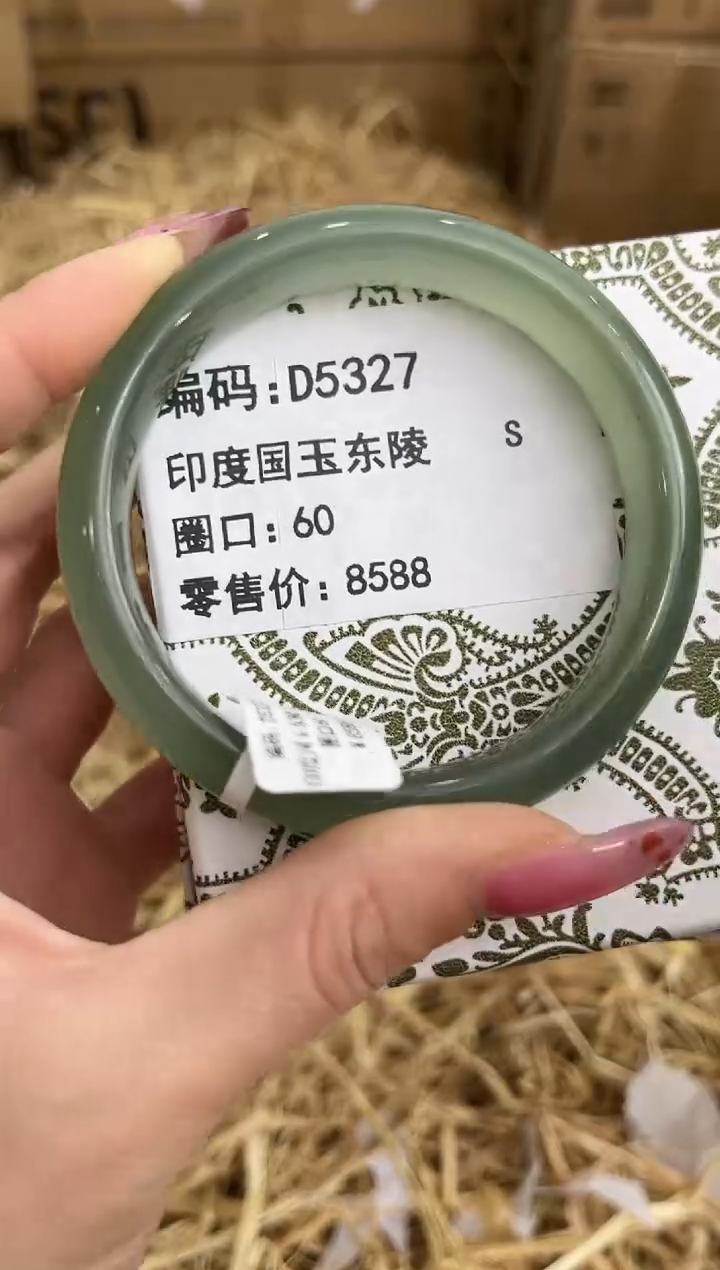 编码:D5327
印度国玉东陵 S
圈口: 60
零售价: 8588